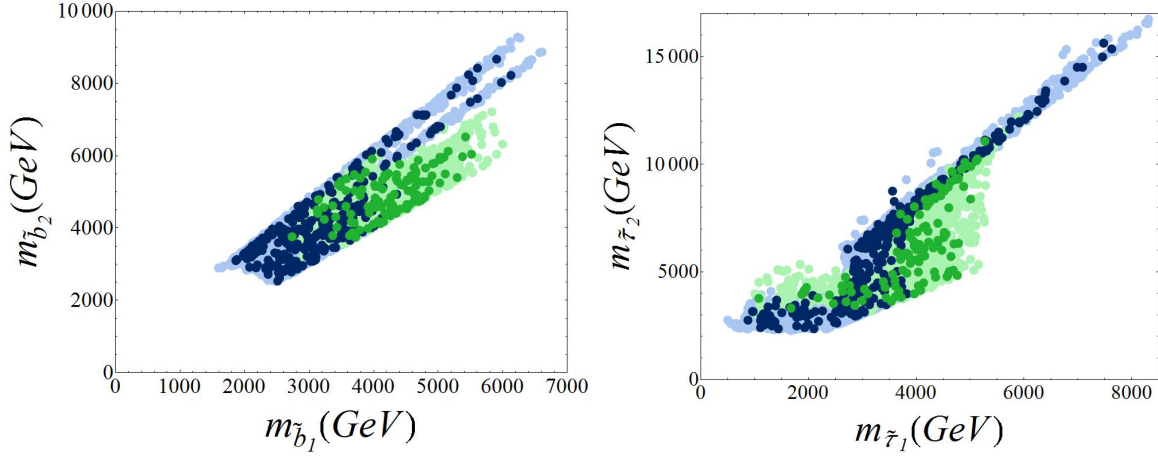 10 000
8000
6000
4000
2000
0
0 1000 2000 3000 4000 5000 6000 7000
m_{\tilde{b}_2}(GeV)
m_{\tilde{b}_1}(GeV)
15 000
10 000
5000
0
0 2000 4000 6000 8000
m_{\tilde{τ}_2}(GeV)
m_{\tilde{τ}_1}(GeV)